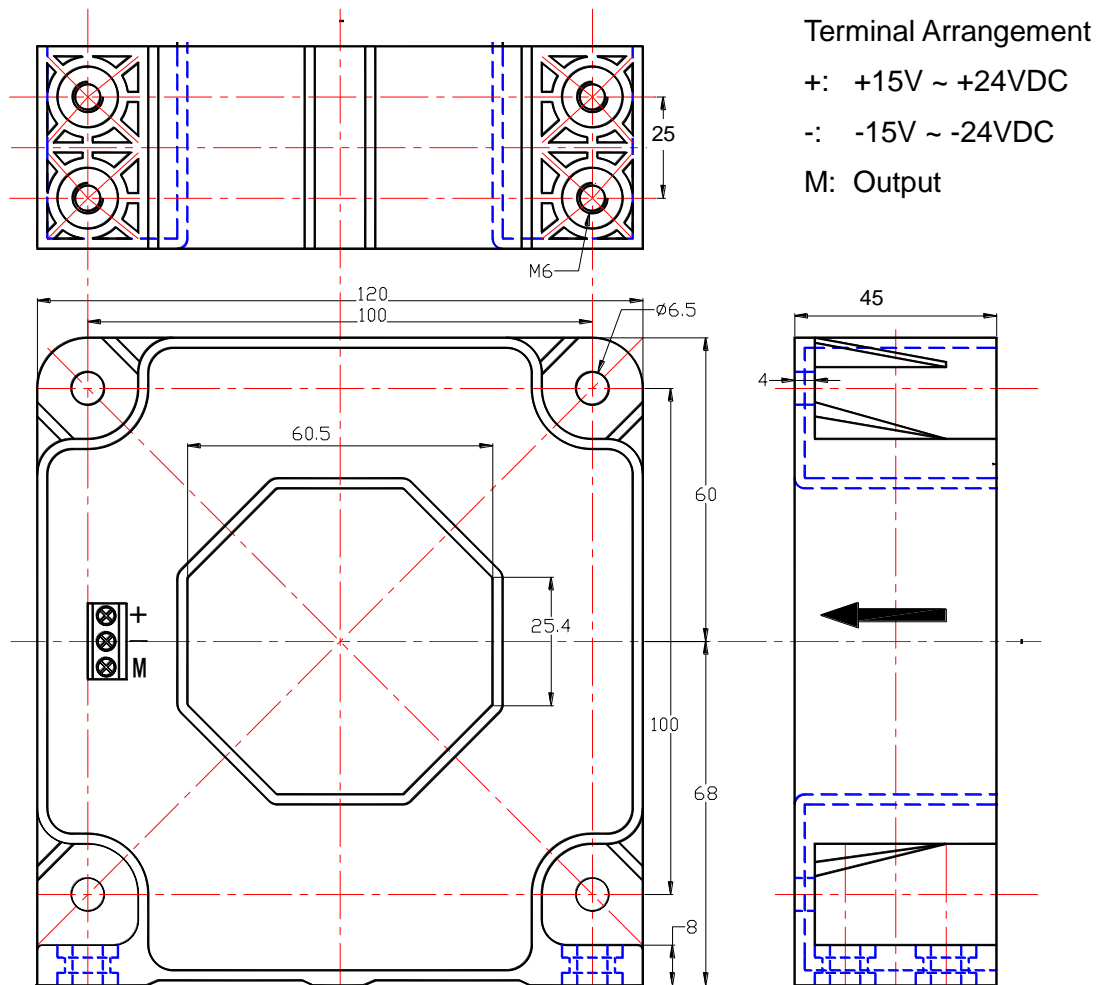 Terminal Arrangement
+: +15V ~ +24VDC
-: -15V ~ -24VDC
M: Output
25
M6
120
100
ø6.5
45
4
60.5
60
25.4
+
−
M
100
68
8